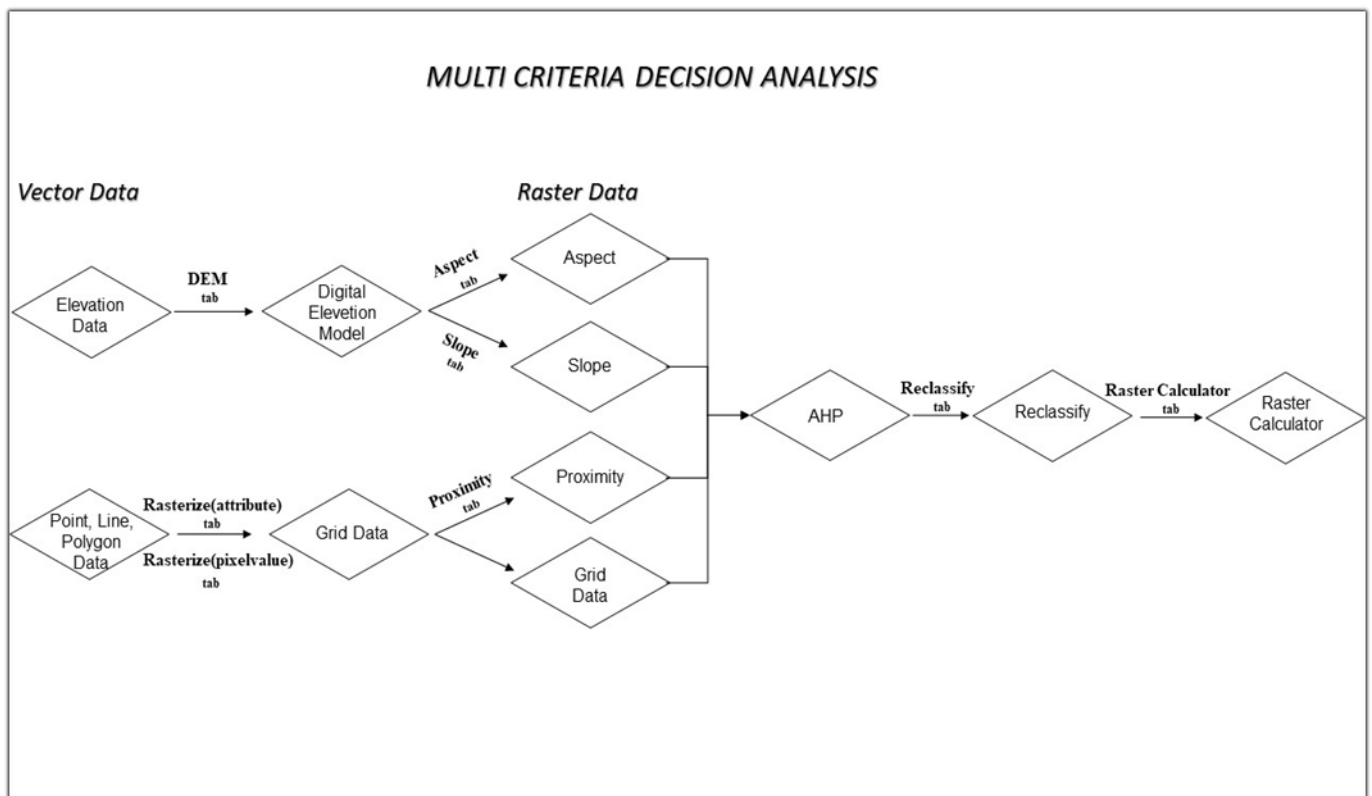 MULTI CRITERIA DECISION ANALYSIS
Vector Data
Raster Data
Elevation
Data
DEM
tab
Digital
Elevetion
Model
Aspect
tab
Slope
tab
Aspect
Slope
Point, Line,
Polygon
Data
Rasterize(attribute)
tab
Rasterize(pixelvalue)
tab
Grid Data
Proximity
tab
Proximity
Grid
Data
AHP
Reclassify
tab
Reclassify
Raster Calculator
tab
Raster
Calculator